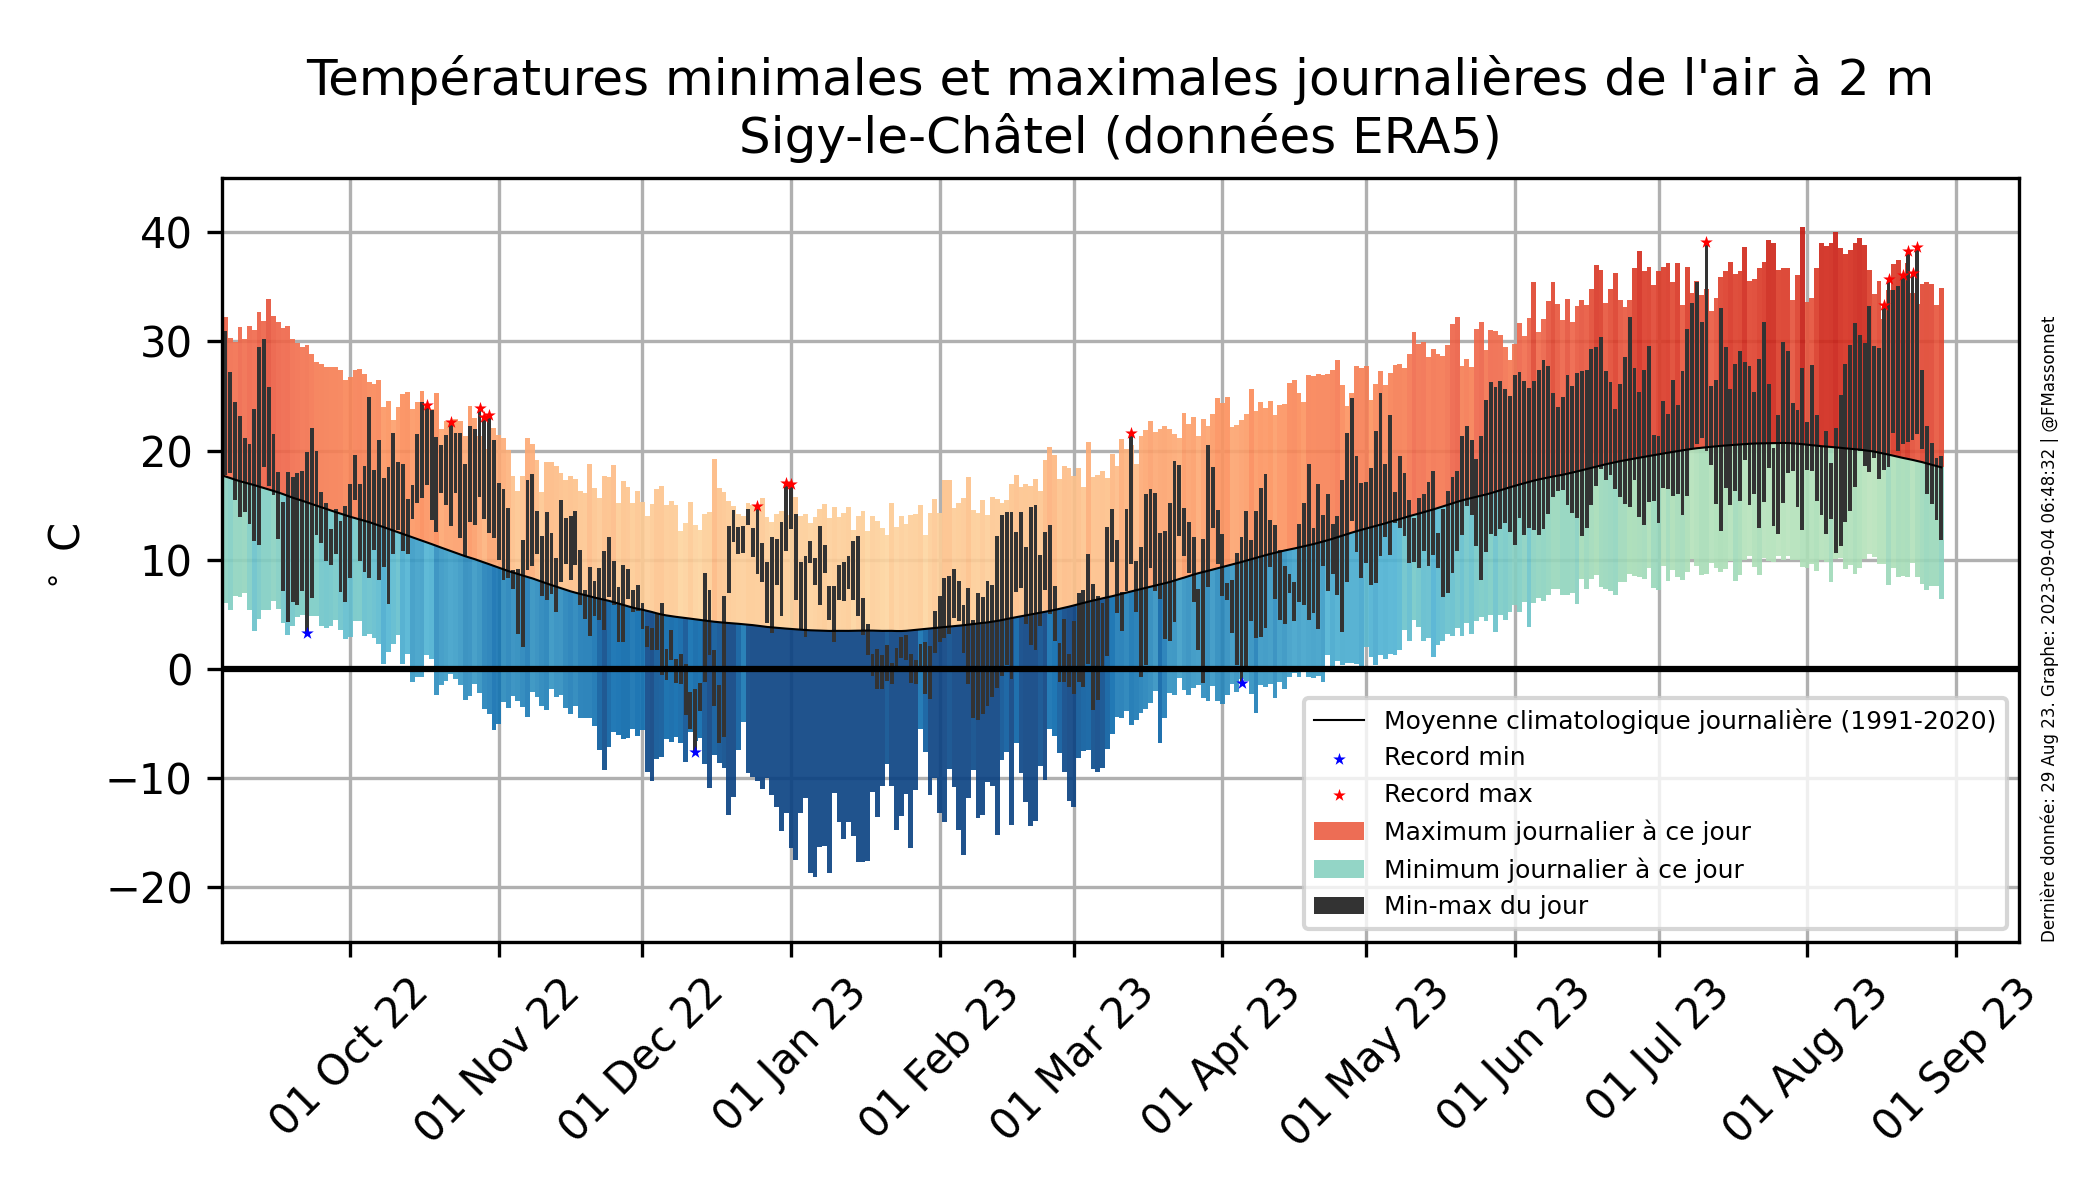 Températures minimales et maximales journalières de l'air à 2 m
Sigy-le-Châtel (données ERA5)
° C
40
30
20
10
0
−10
−20
01 Oct 22
01 Nov 22
01 Dec 22
01 Jan 23
01 Feb 23
01 Mar 23
01 Apr 23
01 May 23
01 Jun 23
01 Jul 23
01 Aug 23
01 Sep 23
Moyenne climatologique journalière (1991-2020)
Record min
Record max
Maximum journalier à ce jour
Minimum journalier à ce jour
Min-max du jour
Dernière donnée: 29 Aug 23. Graphe: 2023-09-04 06:48:32 | @FMassonnet